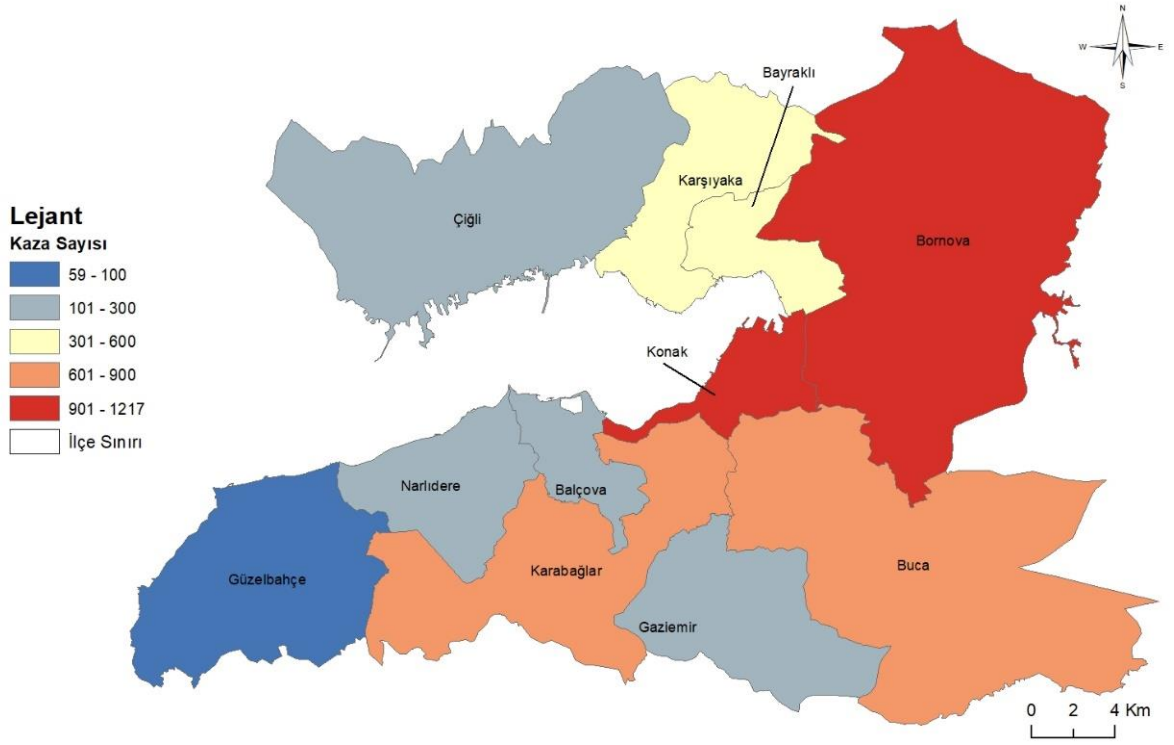 N
W E
S
Bayraklı
Karşıyaka
Çiğli
Bornova
Lejant
Kaza Sayısı
59 - 100
101 - 300
301 - 600
601 - 900
901 - 1217
İlçe Sınırı
Konak
Narlıdere
Balçova
Güzelbahçe
Karabağlar
Buca
Gaziemir
0 2 4 Km